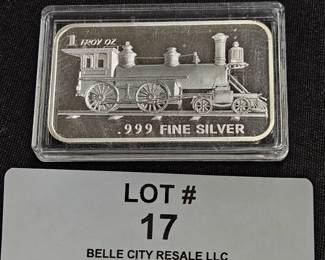 1 TROY OZ
.999 FINE SILVER
LOT #
17
BELLE CITY RESALE LLC